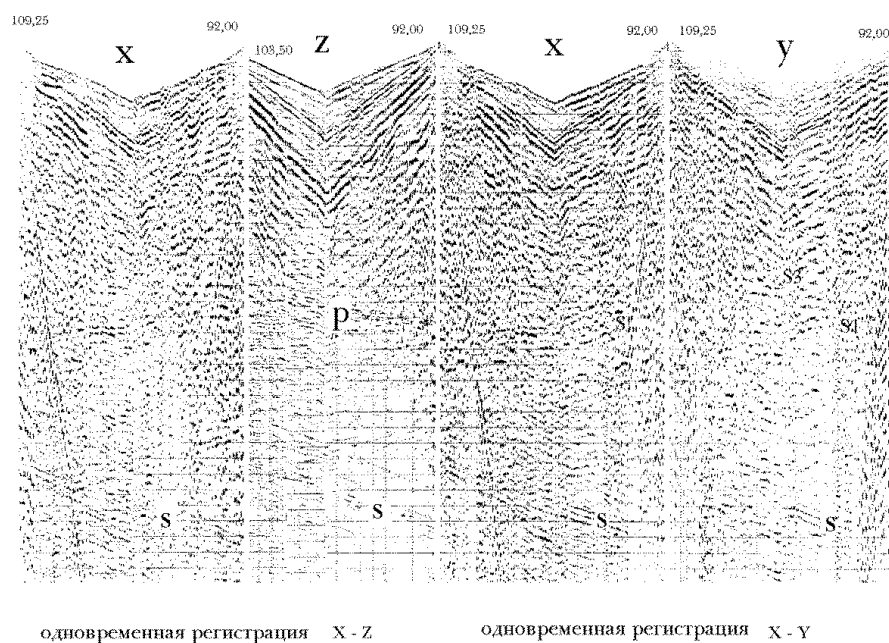 109,25 92,00 103,50 92,00 109,25 92,00 109,25 92,00
x z x y
p
S2
S S1
s s s s
одновременная регистрация X - Z одновременная регистрация X - Y